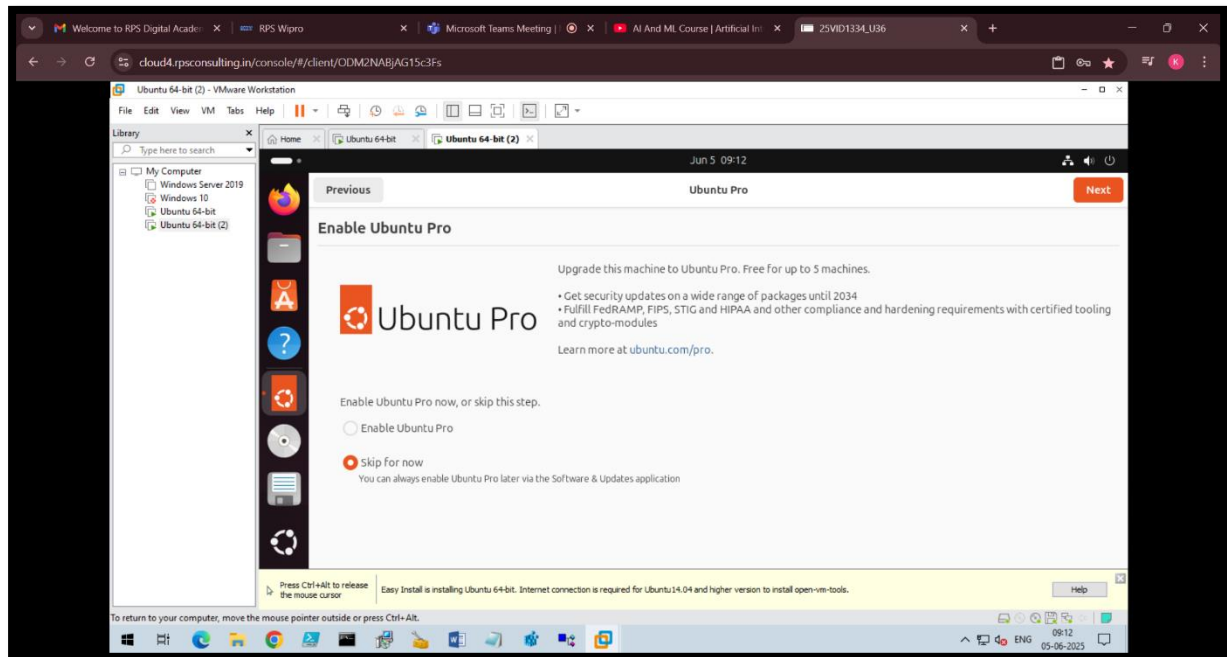 Welcome to RPS Digital Academ
RPS Wipro
Microsoft Teams Meeting |
AI And ML Course | Artificial Int
25VID1334_U36
cloud4.rpsconsulting.in/console/#/client/ODM2NABjAG15c3Fs
K
Ubuntu 64-bit (2) - VMware Workstation
File Edit View VM Tabs Help
Library
Home
Ubuntu 64-bit
Ubuntu 64-bit (2)
Type here to search
My Computer
Windows Server 2019
Windows 10
Ubuntu 64-bit
Ubuntu 64-bit (2)
Jun 5 09:12
Previous
Ubuntu Pro
Next
Enable Ubuntu Pro
Upgrade this machine to Ubuntu Pro. Free for up to 5 machines.
• Get security updates on a wide range of packages until 2034
• Fulfill FedRAMP, FIPS, STIG and HIPAA and other compliance and hardening requirements with certified tooling
and crypto-modules
Learn more at ubuntu.com/pro.
Ubuntu Pro
Enable Ubuntu Pro now, or skip this step.
Enable Ubuntu Pro
Skip for now
You can always enable Ubuntu Pro later via the Software & Updates application
Press Ctrl+Alt to release
the mouse cursor
Easy Install is installing Ubuntu 64-bit. Internet connection is required for Ubuntu14.04 and higher version to install open-vm-tools.
Help
To return to your computer, move the mouse pointer outside or press Ctrl+Alt.
ENG
09:12
05-06-2025